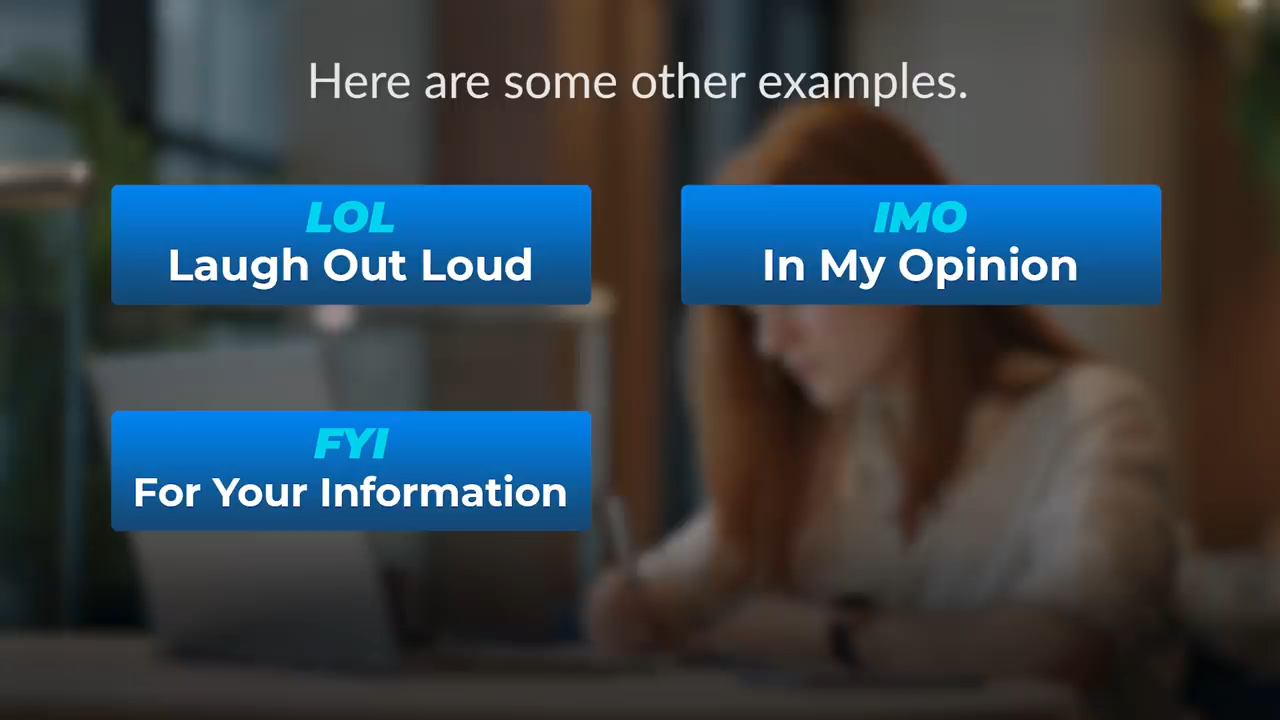 Here are some other examples.
LOL
Laugh Out Loud
IMO
In My Opinion
FYI
For Your Information